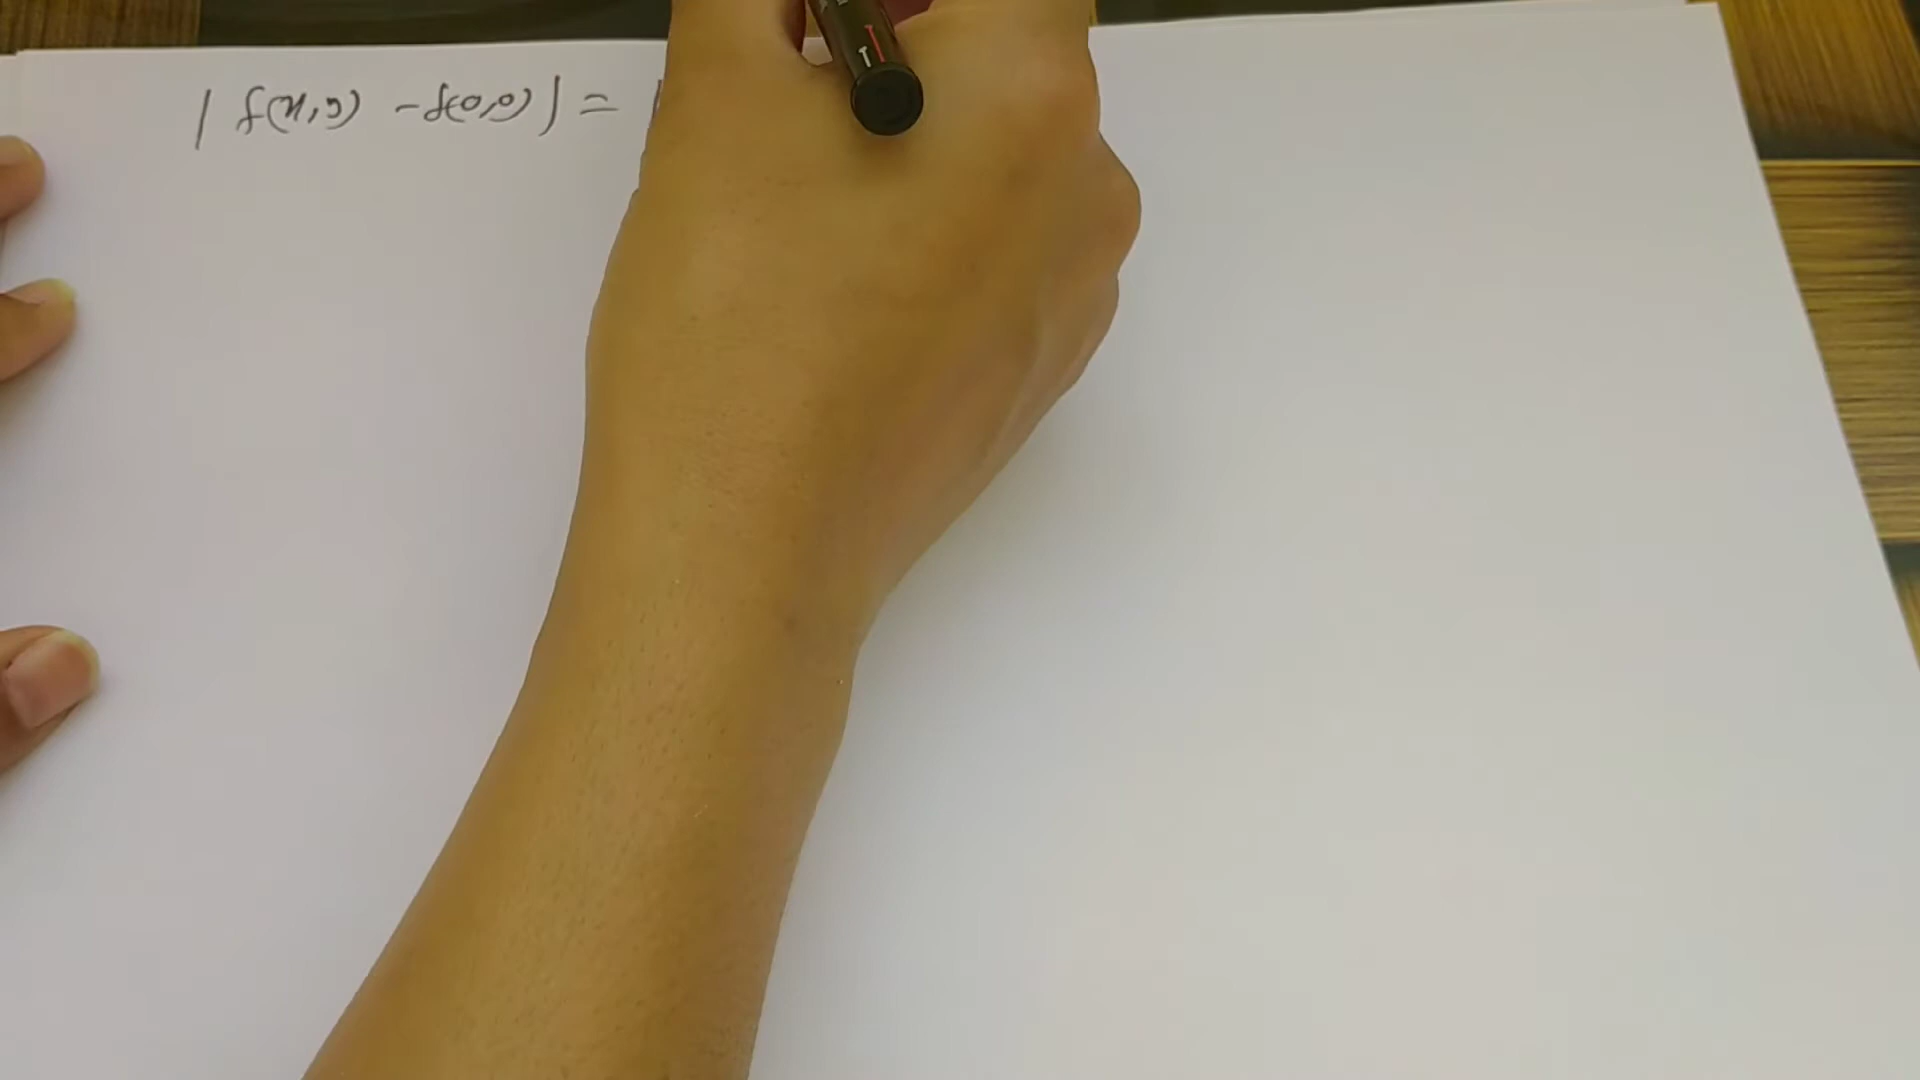 | f(x,y) - f(0,0) | = |